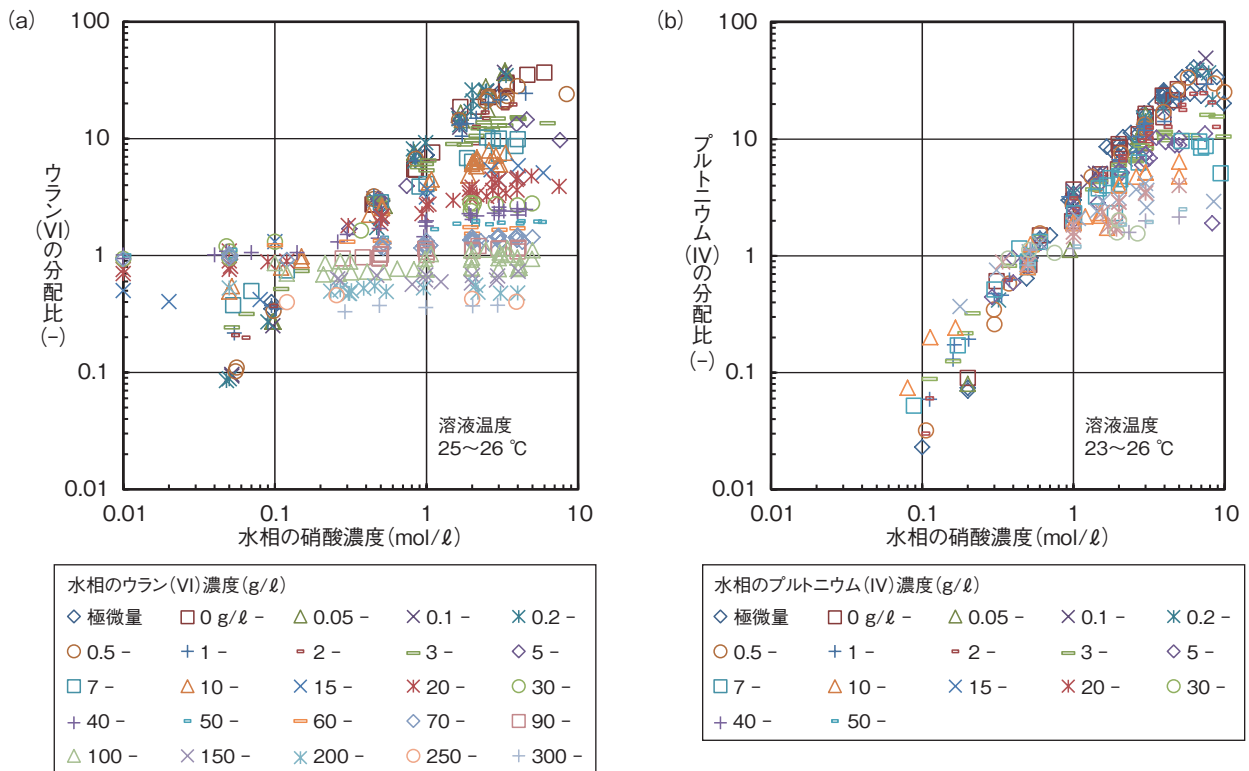 (a)
100
10
1
0.1
0.01
ウラン(VI)の分配比(-)
溶液温度
25～26 ℃
0.01 0.1 1 10
水相の硝酸濃度(mol/ℓ)
水相のウラン(VI)濃度(g/ℓ)
極微量 0 g/ℓ - 0.05 - 0.1 - 0.2 -
0.5 - 1 - 2 - 3 - 5 -
7 - 10 - 15 - 20 - 30 -
40 - 50 - 60 - 70 - 90 -
100 - 150 - 200 - 250 - 300 -
(b)
100
10
1
0.1
0.01
プルトニウム(IV)の分配比(-)
溶液温度
23～26 ℃
0.01 0.1 1 10
水相の硝酸濃度(mol/ℓ)
水相のプルトニウム(IV)濃度(g/ℓ)
極微量 0 g/ℓ - 0.05 - 0.1 - 0.2 -
0.5 - 1 - 2 - 3 - 5 -
7 - 10 - 15 - 20 - 30 -
40 - 50 -